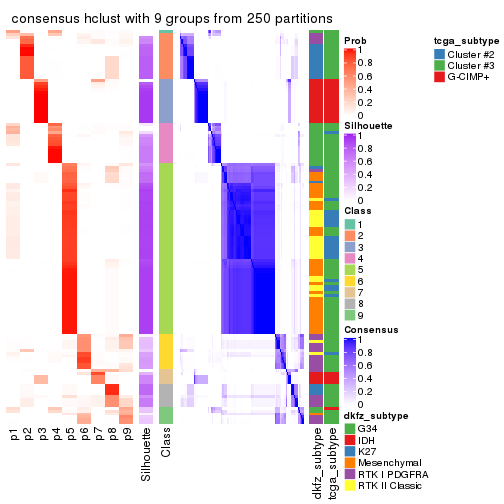 consensus hclust with 9 groups from 250 partitions
Prob
1
0.8
0.6
0.4
0.2
0
Silhouette
1
0.8
0.6
0.4
0.2
0
Class
1
2
3
4
5
6
7
8
9
Consensus
1
0.8
0.6
0.4
0.2
0
dkfz_subtype
G34
IDH
K27
Mesenchymal
RTK I PDGFRA
RTK II Classic
tcga_subtype
Cluster #2
Cluster #3
G-CIMP+
p1
p2
p3
p4
p5
p6
p7
p8
p9
Silhouette
Class
dkfz_subtype
tcga_subtype